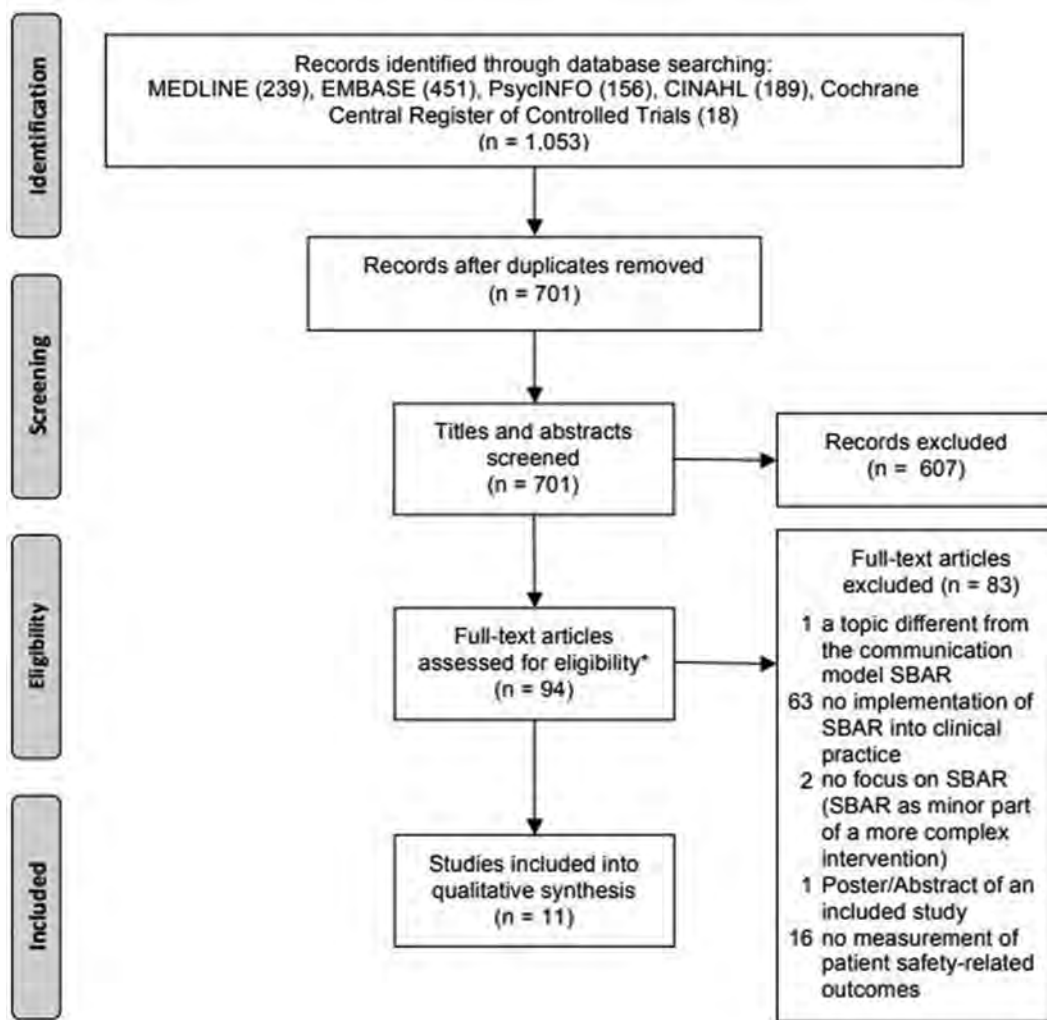 Identification
Records identified through database searching:
MEDLINE (239), EMBASE (451), PsycINFO (156), CINAHL (189), Cochrane
Central Register of Controlled Trials (18)
(n = 1.053)
Records after duplicates removed
(n = 701)
Screening
Titles and abstracts
screened
(n = 701)
Records excluded
(n = 607)
Eligibility
Full-text articles
assessed for eligibility*
(n = 94)
Full-text articles
excluded (n = 83)
1 a topic different from
the communication
model SBAR
63 no implementation of
SBAR into clinical
practice
2 no focus on SBAR
(SBAR as minor part
of a more complex
intervention)
1 Poster/Abstract of an
included study
16 no measurement of
patient safety-related
outcomes
Included
Studies included into
qualitative synthesis
(n = 11)